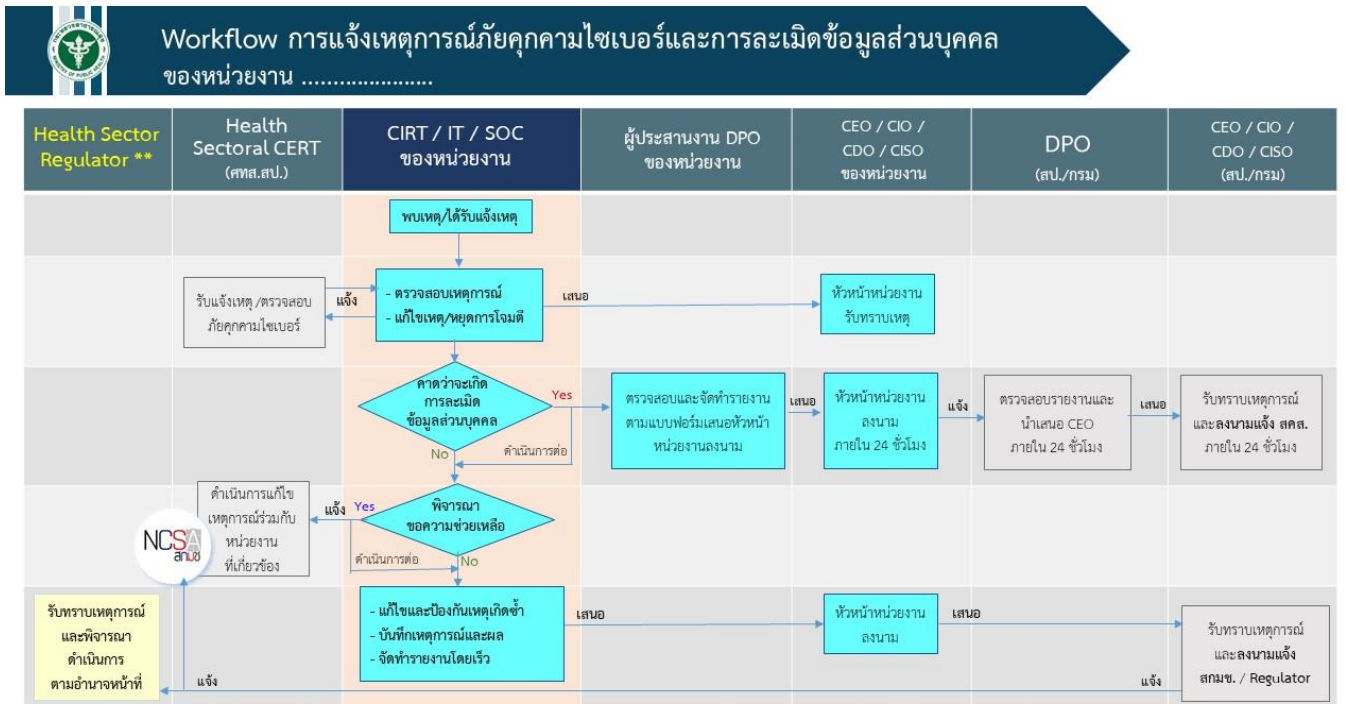 Workflow การแจ้งเหตุการณ์ภัยคุกคามไซเบอร์และการละเมิดข้อมูลส่วนบุคคล
ของหน่วยงาน ......................
Health Sector
Regulator **
Health
Sectoral CERT
(ศทส.สป.)
CIRT / IT / SOC
ของหน่วยงาน
ผู้ประสานงาน DPO
ของหน่วยงาน
CEO / CIO /
CDO / CISO
ของหน่วยงาน
DPO
(สป./กรม)
CEO / CIO /
CDO / CISO
(สป./กรม)
พบเหตุ/ได้รับแจ้งเหตุ
รับแจ้งเหตุ/ตรวจสอบ
ภัยคุกคามไซเบอร์
แจ้ง
- ตรวจสอบเหตุการณ์
- แก้ไขเหตุ/หยุดการโจมตี
เสนอ
หัวหน้าหน่วยงาน
รับทราบเหตุ
คาดว่าจะเกิด
การละเมิด
ข้อมูลส่วนบุคคล
Yes
No
ดำเนินการต่อ
ตรวจสอบและจัดทำรายงาน
ตามแบบฟอร์มเสนอหัวหน้า
หน่วยงานลงนาม
เสนอ
หัวหน้าหน่วยงาน
ลงนาม
ภายใน 24 ชั่วโมง
แจ้ง
ตรวจสอบรายงานและ
นำเสนอ CEO
ภายใน 24 ชั่วโมง
เสนอ
รับทราบเหตุการณ์
และลงนามแจ้ง สคส.
ภายใน 24 ชั่วโมง
NCSA
สกมช
ดำเนินการแก้ไข
เหตุการณ์ร่วมกับ
หน่วยงาน
ที่เกี่ยวข้อง
แจ้ง
Yes
พิจารณา
ขอความช่วยเหลือ
ดำเนินการต่อ
No
รับทราบเหตุการณ์
และพิจารณา
ดำเนินการ
ตามอำนาจหน้าที่
แจ้ง
- แก้ไขและป้องกันเหตุเกิดซ้ำ
- บันทึกเหตุการณ์และผล
- จัดทำรายงานโดยเร็ว
เสนอ
หัวหน้าหน่วยงาน
ลงนาม
เสนอ
แจ้ง
รับทราบเหตุการณ์
และลงนามแจ้ง
สกมช. / Regulator